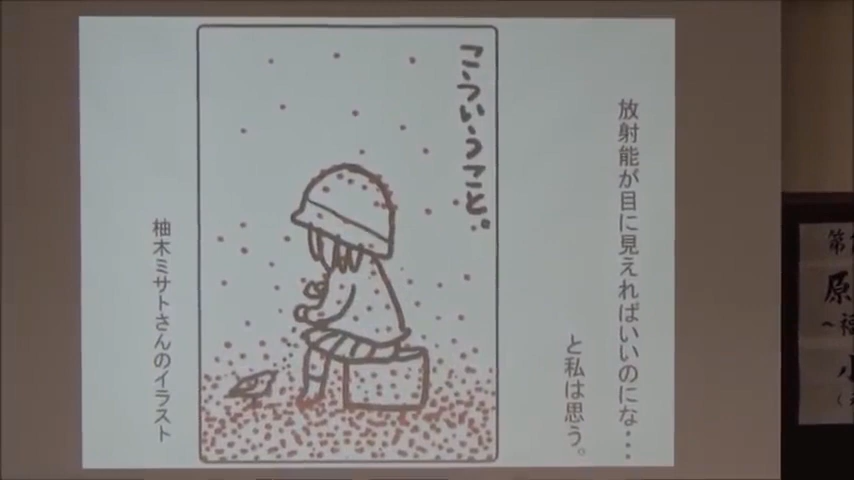 放射能が目に見えればいいのにな・・・
と私は思う。
こういうこと。
柚木ミサトさんのイラスト
第
原
～福
小